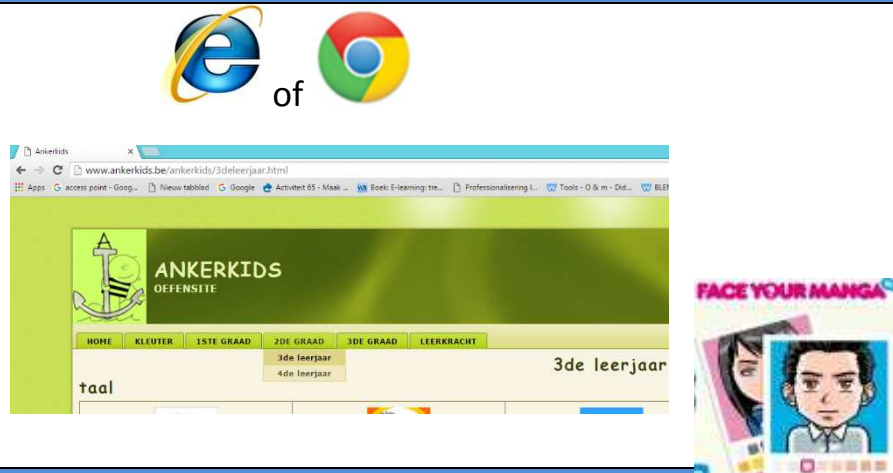 of
Ankerkids
www.ankerkids.be/ankerkids/3deleerjaar.html
Apps access point - Goog... Nieuw tabblad Google Activiteit 65 - Maak ... Boek: E-learning: tre... Professionalisering l... Tools - O & m - Did... BLEN
ANKERKIDS
OEFENSITE
HOME KLEUTER 1STE GRAAD 2DE GRAAD 3DE GRAAD LEERKRACHT
3de leerjaar
4de leerjaar
3de leerjaar
taal
FACE YOUR MANGA